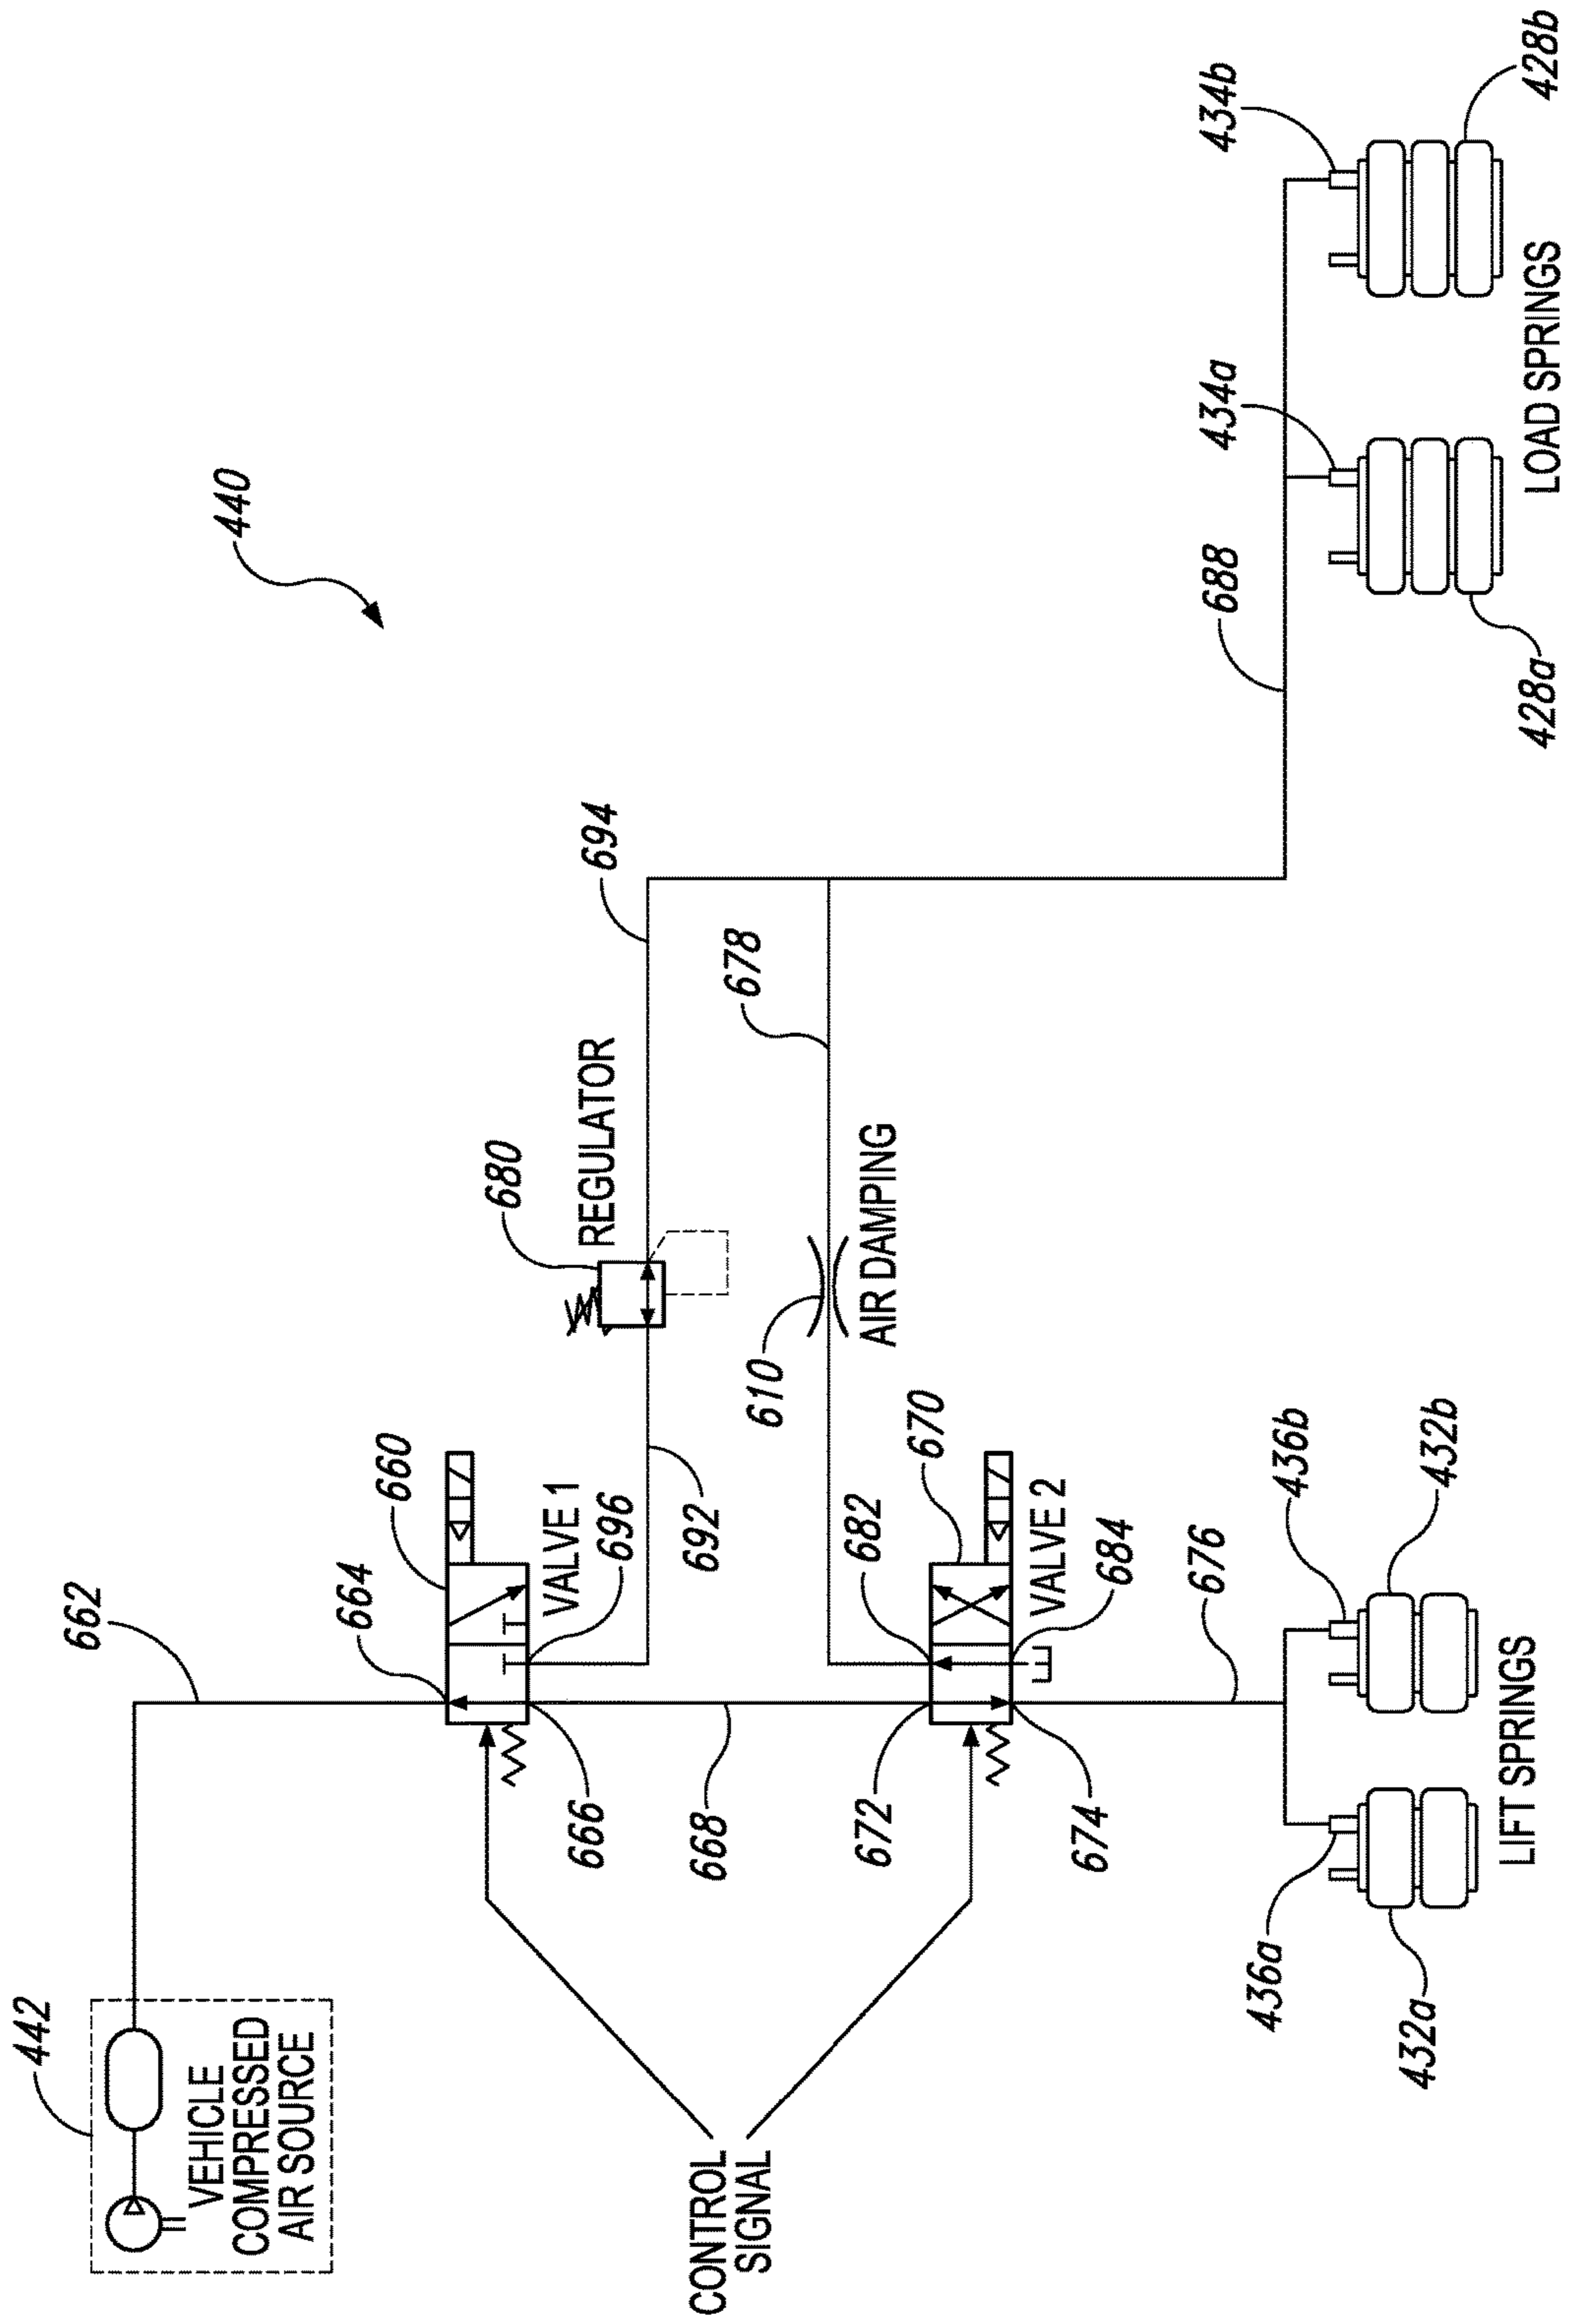 442
VEHICLE
COMPRESSED
AIR SOURCE
662
664
660
VALVE 1
666
696
692
680
REGULATOR
694
440
CONTROL
SIGNAL
668
610
AIR DAMPING
678
672
682
670
VALVE 2
674
684
676
688
436a
436b
432a
432b
LIFT SPRINGS
434a
434b
428a
428b
LOAD SPRINGS